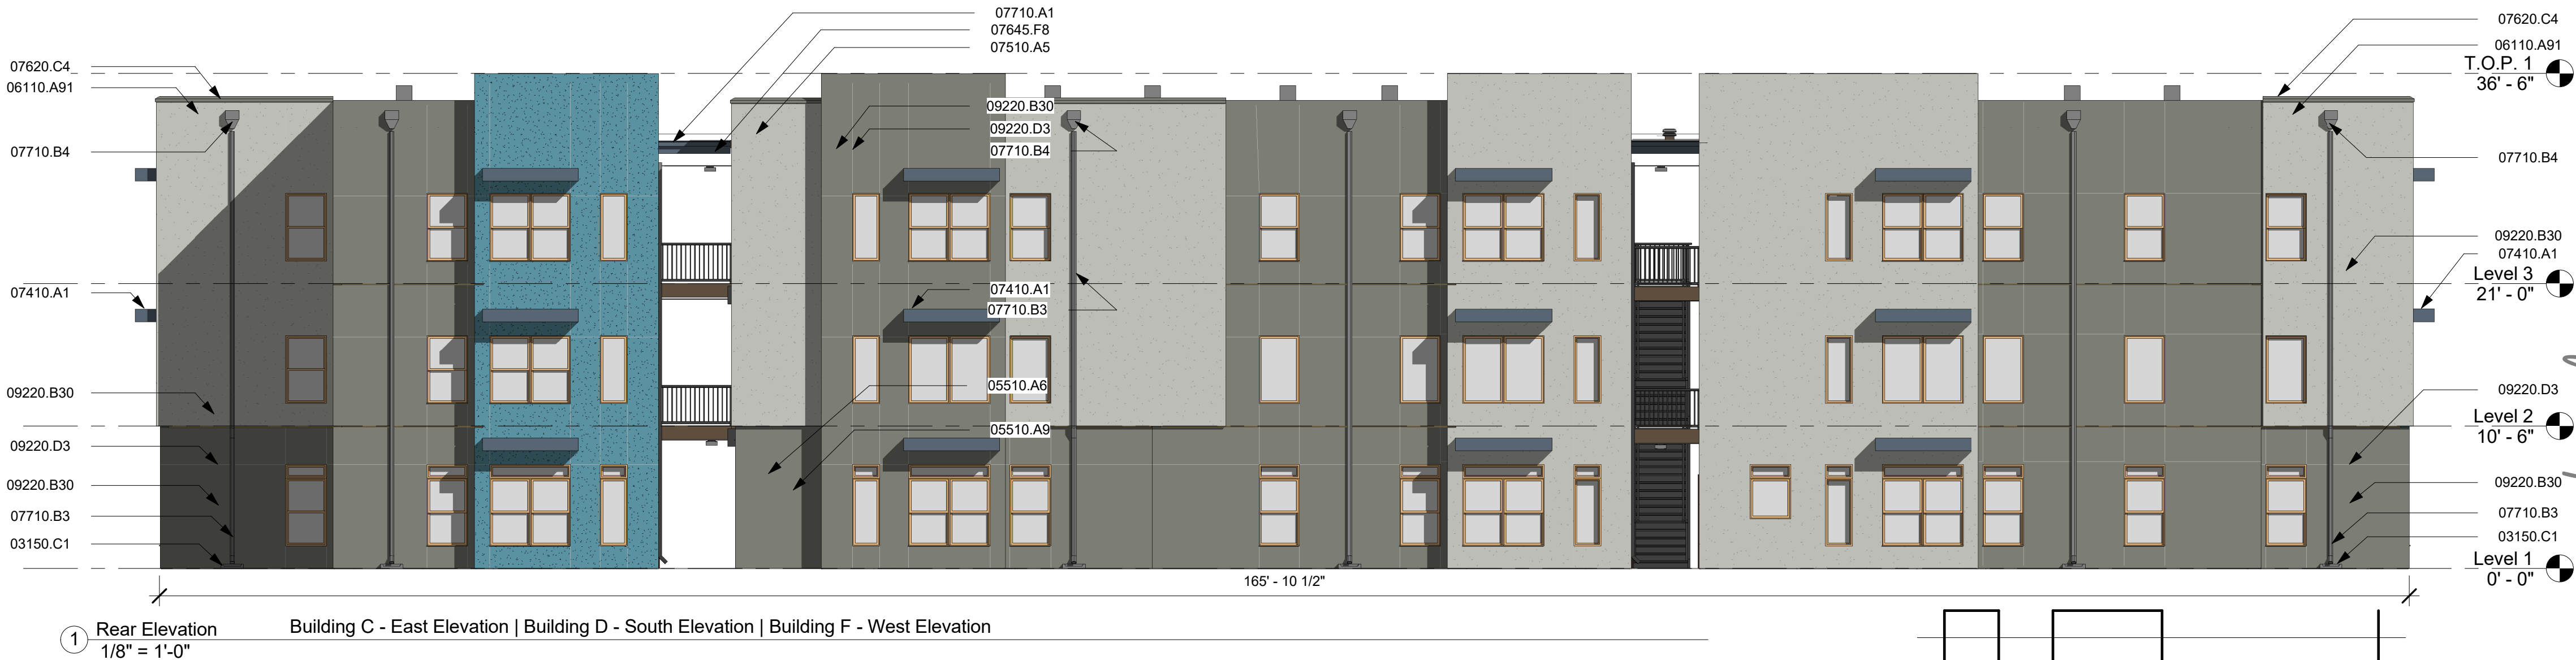 07710.A1
07645.F8
07510.A5
07620.C4
06110.A91
07710.B4
07410.A1
09220.B30
09220.D3
09220.B30
07710.B3
03150.C1
09220.B30
09220.D3
07710.B4
07410.A1
07710.B3
05510.A6
05510.A9
07620.C4
06110.A91
T.O.P. 1
36' - 6"
07710.B4
09220.B30
07410.A1
Level 3
21' - 0"
09220.D3
Level 2
10' - 6"
09220.B30
07710.B3
03150.C1
Level 1
0' - 0"
165' - 10 1/2"
1
Rear Elevation
Building C - East Elevation | Building D - South Elevation | Building F - West Elevation
1/8" = 1'-0"